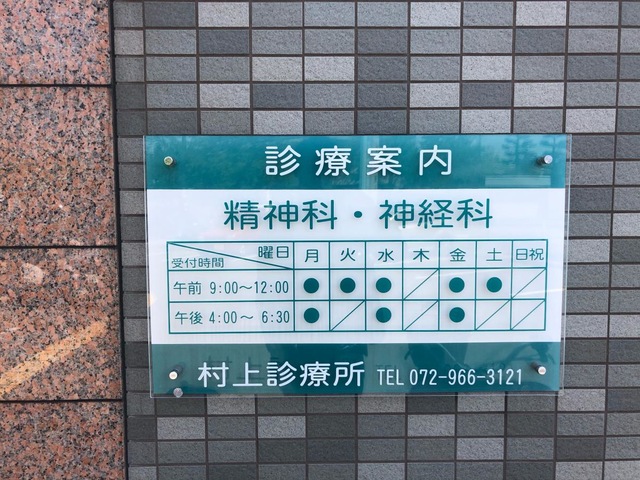 診療案内
精神科・神経科
曜日 月 火 水 木 金 土 日祝
受付時間
午前 9:00～12:00 ● ● ● ／ ● ● ／
午後 4:00～ 6:30 ● ／ ● ／ ● ／ ／
村上診療所 TEL 072-966-3121